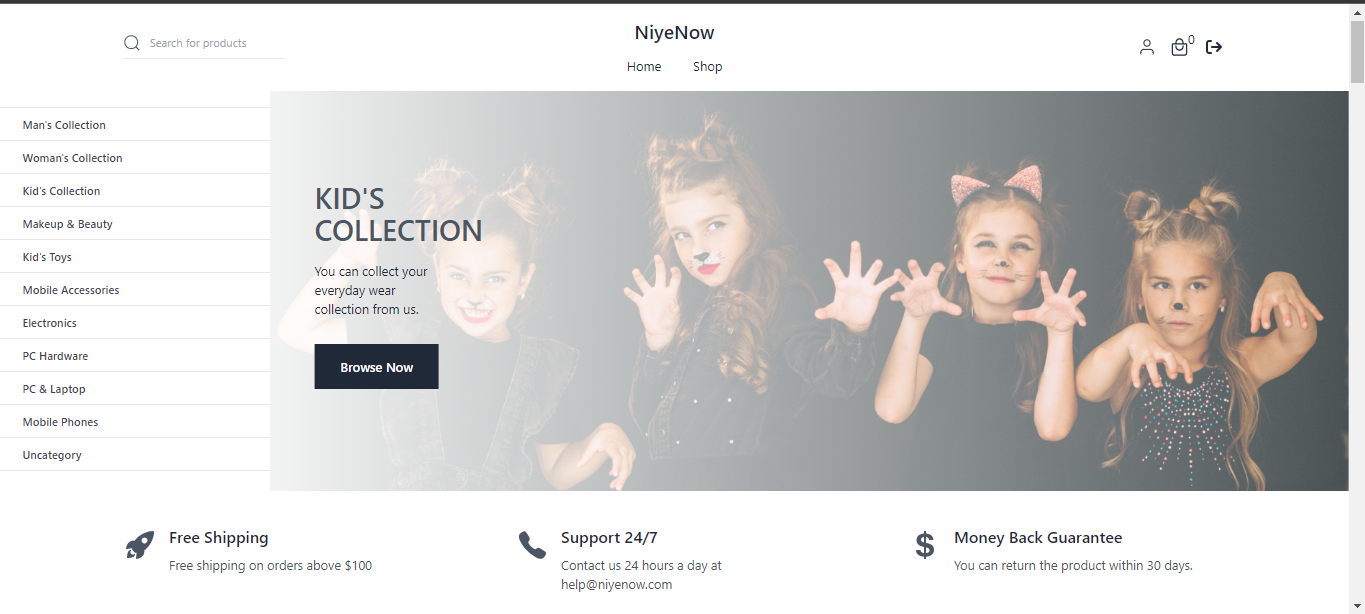 Search for products
NiyeNow
Home Shop
0
Man's Collection
Woman's Collection
Kid's Collection
Makeup & Beauty
Kid's Toys
Mobile Accessories
Electronics
PC Hardware
PC & Laptop
Mobile Phones
Uncategory
KID'S
COLLECTION
You can collect your
everyday wear
collection from us.
Browse Now
Free Shipping
Free shipping on orders above $100
Support 24/7
Contact us 24 hours a day at
help@niyenow.com
$
Money Back Guarantee
You can return the product within 30 days.